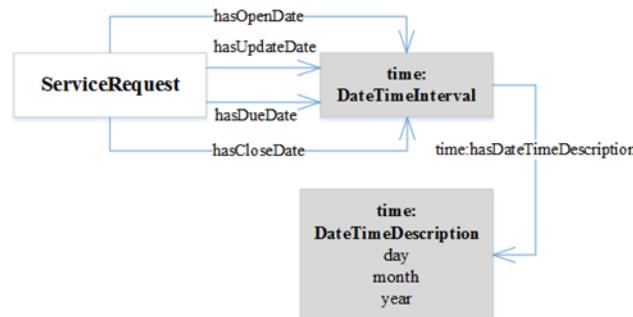 hasOpenDate
hasUpdateDate
ServiceRequest
time:
DateTimeInterval
hasDueDate
hasCloseDate
time:hasDateTimeDescription
time:
DateTimeDescription
day
month
year